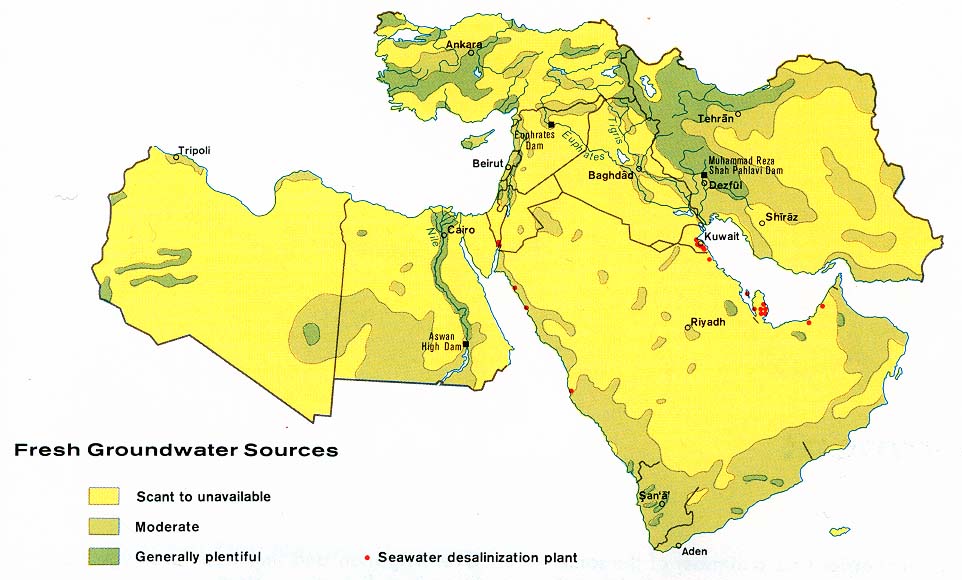 Ankara
Tehrān
Euphrates
Dam
Euphrates
Tigris
Tripoli
Beirut
Baghdād
Muhammad Reza
Shah Pahlavi Dam
Dezfūl
Shīrāz
Cairo
Nile
Kuwait
Riyadh
Aswan
High Dam
Fresh Groundwater Sources
Scant to unavailable
Moderate
Generally plentiful
Seawater desalinization plant
Şan'ā'
Aden